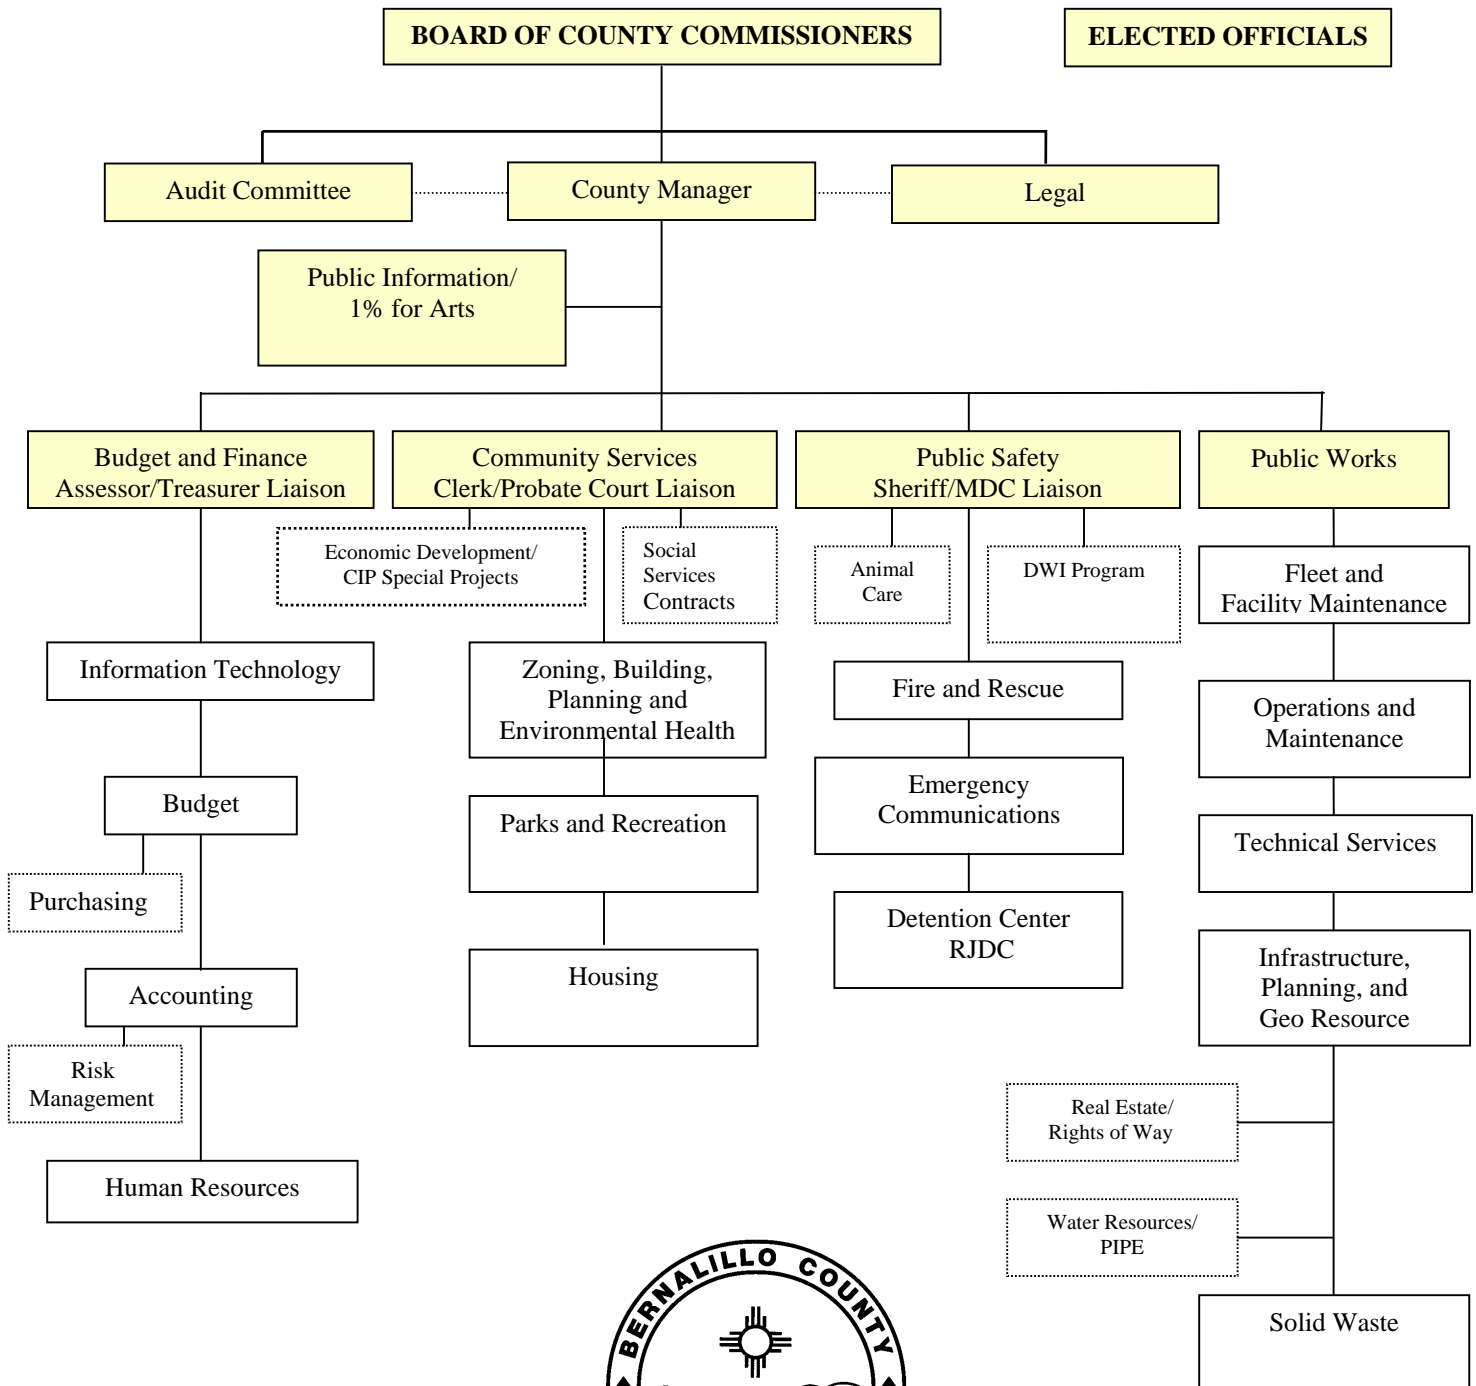 BOARD OF COUNTY COMMISSIONERS
ELECTED OFFICIALS
Audit Committee
County Manager
Legal
Public Information/
1% for Arts
Budget and Finance
Assessor/Treasurer Liaison
Community Services
Clerk/Probate Court Liaison
Public Safety
Sheriff/MDC Liaison
Public Works
Economic Development/
CIP Special Projects
Social
Services
Contracts
Animal
Care
DWI Program
Fleet and
Facility Maintenance
Information Technology
Zoning, Building,
Planning and
Environmental Health
Fire and Rescue
Operations and
Maintenance
Budget
Purchasing
Parks and Recreation
Emergency
Communications
Technical Services
Accounting
Risk
Management
Housing
Detention Center
RJDC
Infrastructure,
Planning, and
Geo Resource
Human Resources
Real Estate/
Rights of Way
Water Resources/
PIPE
Solid Waste
BERNALILLO COUNTY